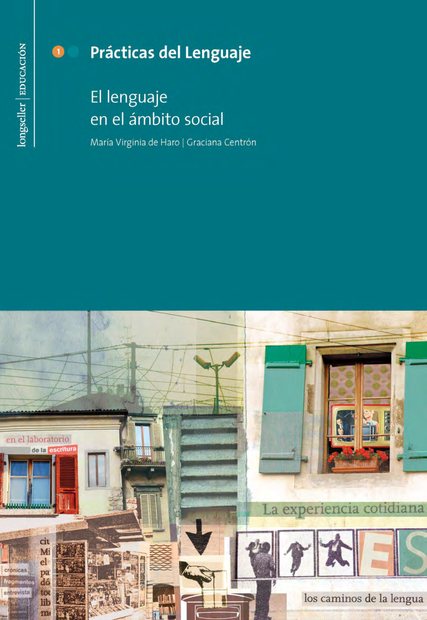 longseller | EDUCACIÓN
1
Prácticas del Lenguaje
El lenguaje
en el ámbito social
María Virginia de Haro | Graciana Centrón
en el laboratorio
de la escritura
La experiencia cotidiana
ES
crónicas
fragmentos
entrevista
los caminos de la lengua